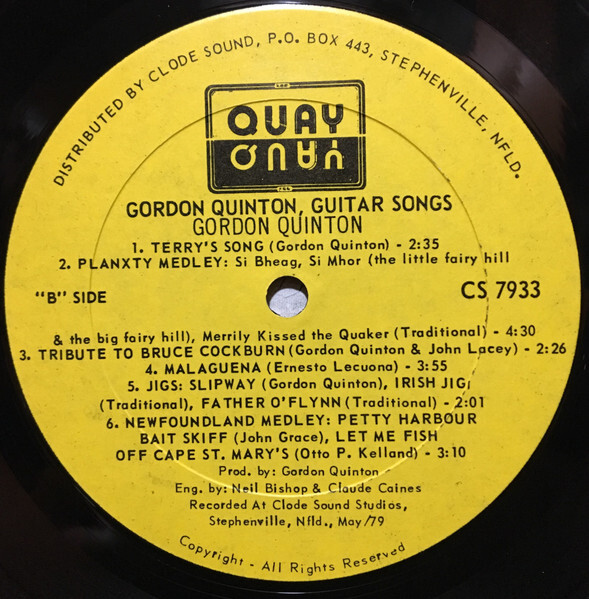 DISTRIBUTED BY CLODE SOUND, P.O. BOX 443, STEPHENVILLE, NFLD.
QUAY
QUAY
GORDON QUINTON, GUITAR SONGS
GORDON QUINTON
1. TERRY'S SONG (Gordon Quinton) - 2:35
2. PLANXTY MEDLEY: Si Bheag, Si Mhor (the little fairy hill
"B" SIDE
CS 7933
& the big fairy hill), Merrily Kissed the Quaker (Traditional) - 4:30
3. TRIBUTE TO BRUCE COCKBURN (Gordon Quinton & John Lacey) - 2:26
4. MALAGUENA (Ernesto Lecuona) - 3:55
5. JIGS: SLIPWAY (Gordon Quinton), IRISH JIG
(Traditional), FATHER O'FLYNN (Traditional) - 2:01
6. NEWFOUNDLAND MEDLEY: PETTY HARBOUR
BAIT SKIFF (John Grace), LET ME FISH
OFF CAPE ST. MARY'S (Otto P. Kelland) - 3:10
Prod. by: Gordon Quinton
Eng. by: Neil Bishop & Claude Caines
Recorded At Clode Sound Studios,
Stephenville, Nfld., May/79
Copyright - All Rights Reserved